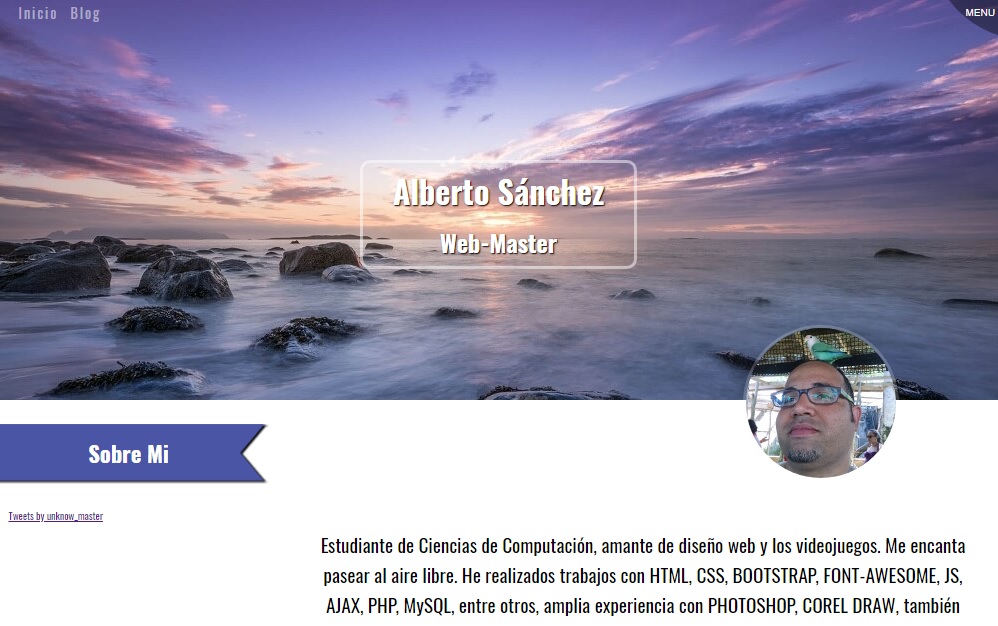 Inicio Blog
MENU
Alberto Sánchez
Web-Master
Sobre Mi
Tweets by unknow_master
Estudiante de Ciencias de Computación, amante de diseño web y los videojuegos. Me encanta
pasear al aire libre. He realizados trabajos con HTML, CSS, BOOTSTRAP, FONT-AWESOME, JS,
AJAX, PHP, MySQL, entre otros, amplia experiencia con PHOTOSHOP, COREL DRAW, también